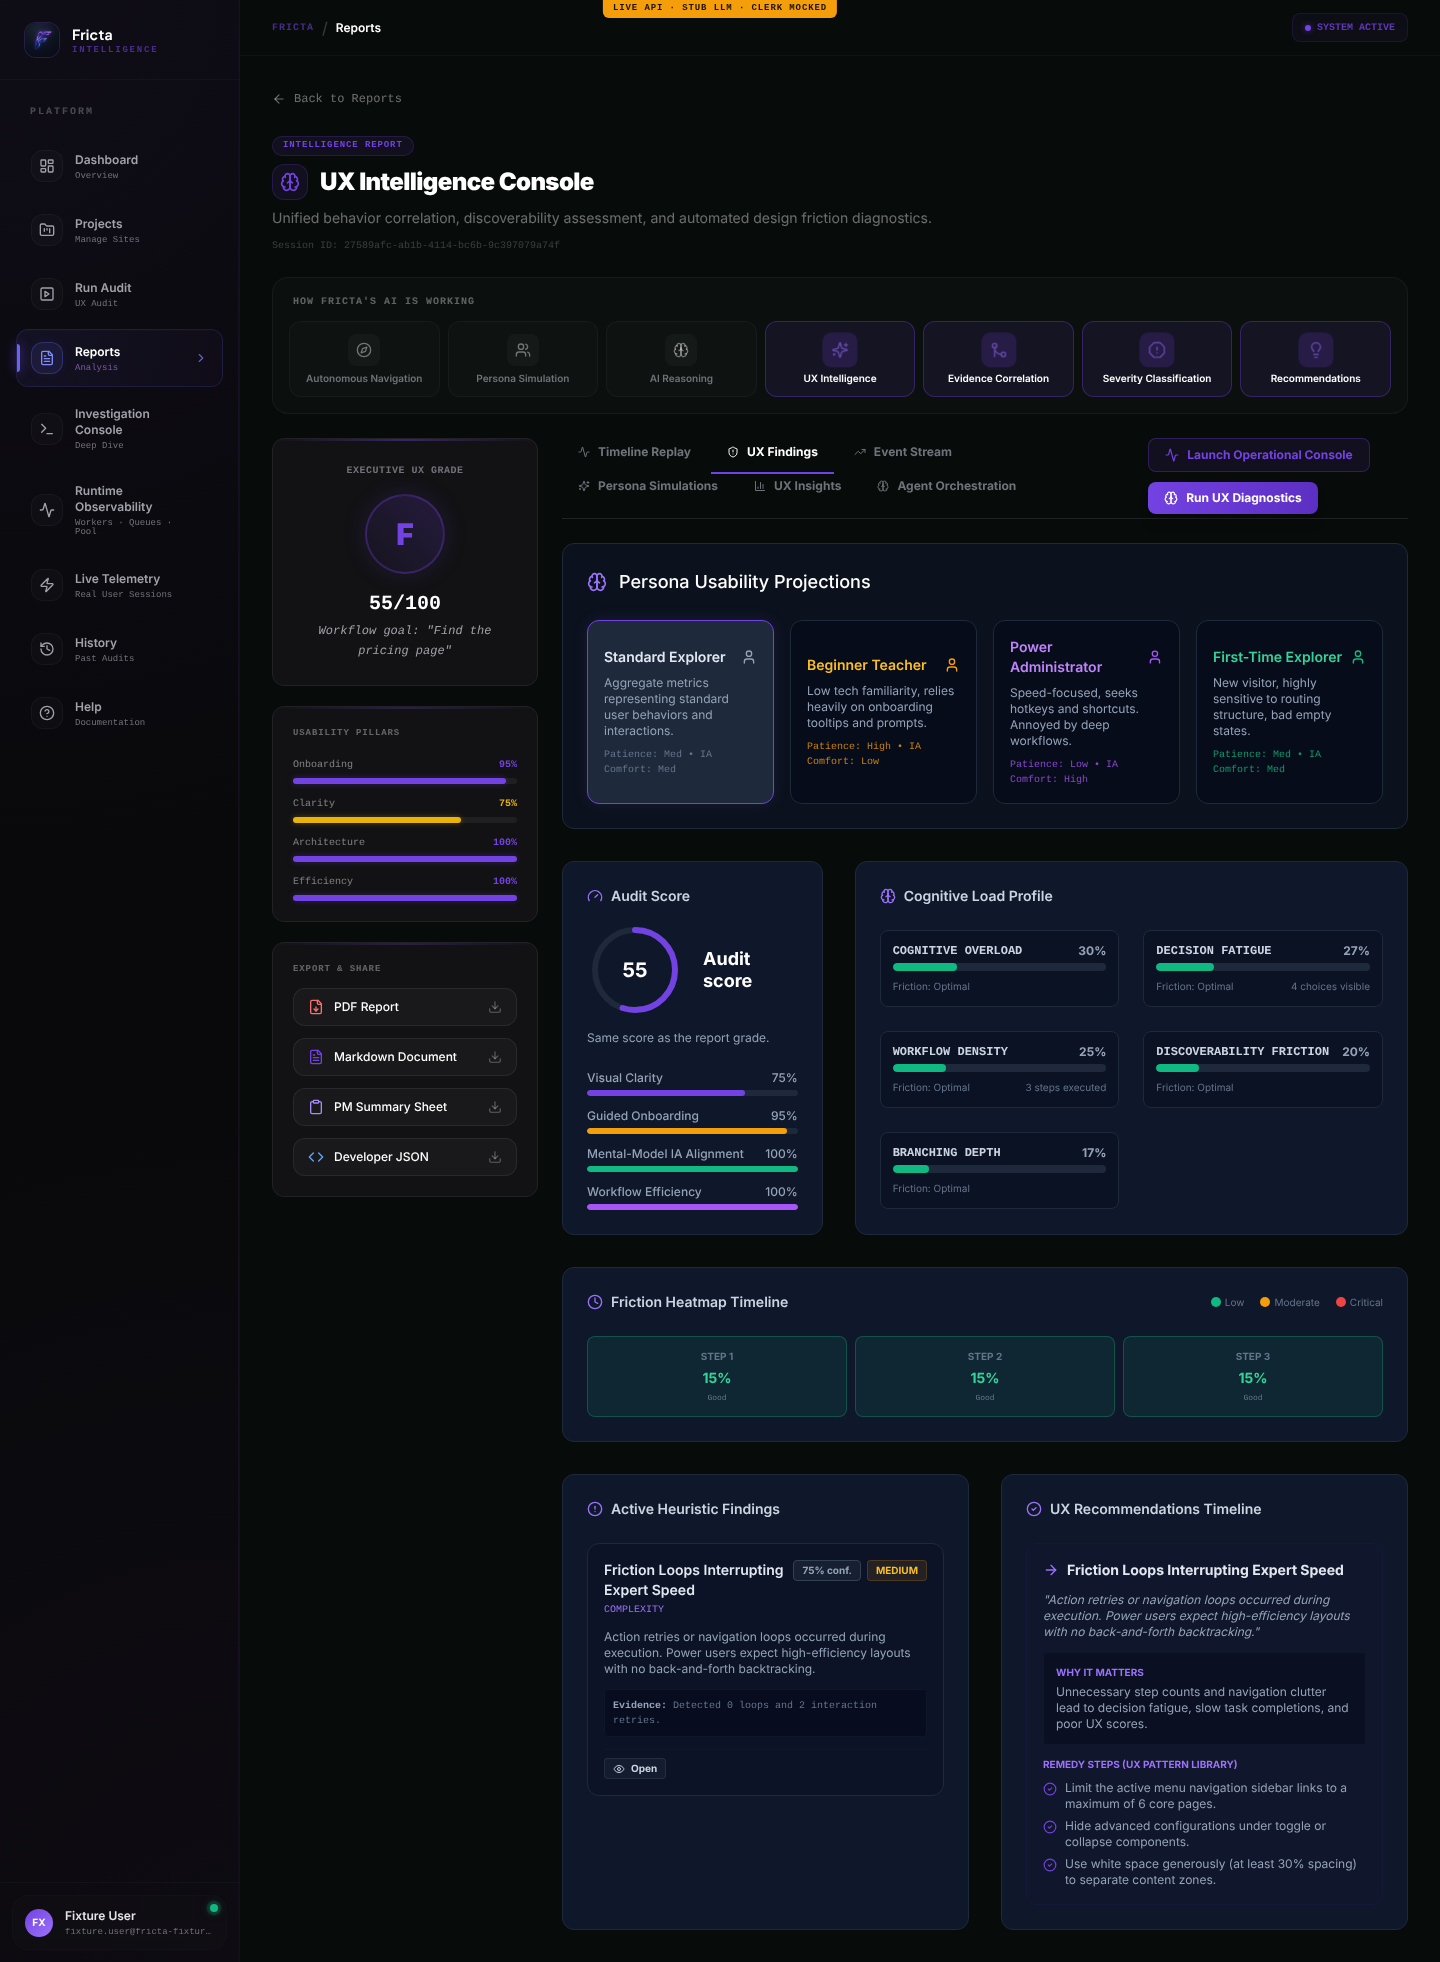 LIVE API · STUB LLM · CLERK MOCKED
Fricta
INTELLIGENCE
FRICTA / Reports
SYSTEM ACTIVE
PLATFORM
Dashboard
Overview
Projects
Manage Sites
Run Audit
UX Audit
Reports
Analysis
Investigation
Console
Deep Dive
Runtime
Observability
Workers · Queues ·
Pool
Live Telemetry
Real User Sessions
History
Past Audits
Help
Documentation
FX
Fixture User
fixture.user@fricta-fixtur…
Back to Reports
INTELLIGENCE REPORT
UX Intelligence Console
Unified behavior correlation, discoverability assessment, and automated design friction diagnostics.
Session ID: 27589afc-ab1b-4114-bc6b-9c397079a74f
HOW FRICTA'S AI IS WORKING
Autonomous Navigation
Persona Simulation
AI Reasoning
UX Intelligence
Evidence Correlation
Severity Classification
Recommendations
EXECUTIVE UX GRADE
F
55/100
Workflow goal: "Find the
pricing page"
USABILITY PILLARS
Onboarding 95%
Clarity 75%
Architecture 100%
Efficiency 100%
EXPORT & SHARE
PDF Report
Markdown Document
PM Summary Sheet
Developer JSON
Timeline Replay
UX Findings
Event Stream
Persona Simulations
UX Insights
Agent Orchestration
Launch Operational Console
Run UX Diagnostics
Persona Usability Projections
Standard Explorer
Aggregate metrics
representing standard
user behaviors and
interactions.
Patience: Med • IA
Comfort: Med
Beginner Teacher
Low tech familiarity, relies
heavily on onboarding
tooltips and prompts.
Patience: High • IA
Comfort: Low
Power
Administrator
Speed-focused, seeks
hotkeys and shortcuts.
Annoyed by deep
workflows.
Patience: Low • IA
Comfort: High
First-Time Explorer
New visitor, highly
sensitive to routing
structure, bad empty
states.
Patience: Med • IA
Comfort: Med
Audit Score
55
Audit
score
Same score as the report grade.
Visual Clarity 75%
Guided Onboarding 95%
Mental-Model IA Alignment 100%
Workflow Efficiency 100%
Cognitive Load Profile
COGNITIVE OVERLOAD 30%
Friction: Optimal
DECISION FATIGUE 27%
Friction: Optimal 4 choices visible
WORKFLOW DENSITY 25%
Friction: Optimal 3 steps executed
DISCOVERABILITY FRICTION 20%
Friction: Optimal
BRANCHING DEPTH 17%
Friction: Optimal
Friction Heatmap Timeline
Low Moderate Critical
STEP 1
15%
Good
STEP 2
15%
Good
STEP 3
15%
Good
Active Heuristic Findings
Friction Loops Interrupting
Expert Speed
75% conf.
MEDIUM
COMPLEXITY
Action retries or navigation loops occurred during
execution. Power users expect high-efficiency layouts
with no back-and-forth backtracking.
Evidence: Detected 0 loops and 2 interaction
retries.
Open
UX Recommendations Timeline
Friction Loops Interrupting Expert Speed
"Action retries or navigation loops occurred during
execution. Power users expect high-efficiency layouts
with no back-and-forth backtracking."
WHY IT MATTERS
Unnecessary step counts and navigation clutter
lead to decision fatigue, slow task completions, and
poor UX scores.
REMEDY STEPS (UX PATTERN LIBRARY)
Limit the active menu navigation sidebar links to a
maximum of 6 core pages.
Hide advanced configurations under toggle or
collapse components.
Use white space generously (at least 30% spacing)
to separate content zones.